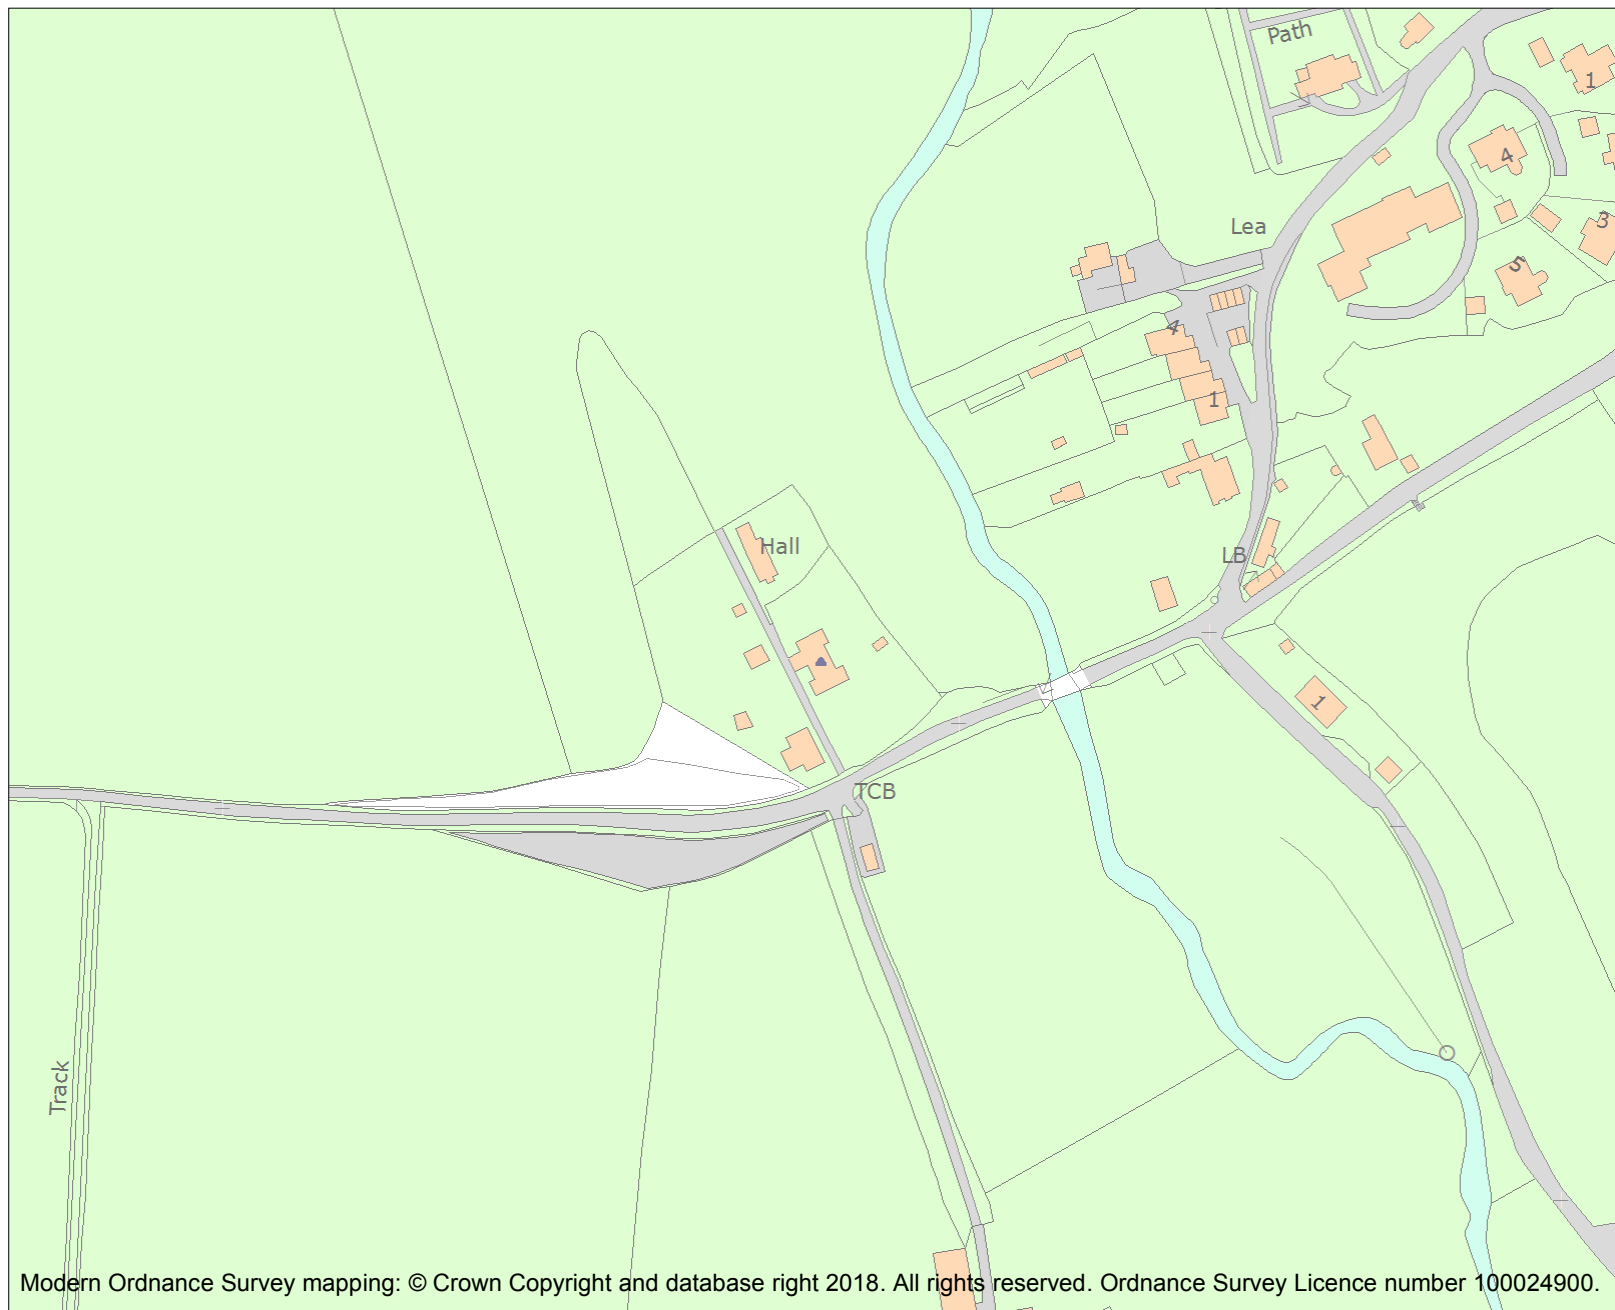 Path
1
4
Lea
3
5
4
1
Hall
LB
1
TCB
Track
Modern Ordnance Survey mapping: © Crown Copyright and database right 2018. All rights reserved. Ordnance Survey Licence number 100024900.